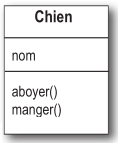 Chien
nom
aboyer()
manger()